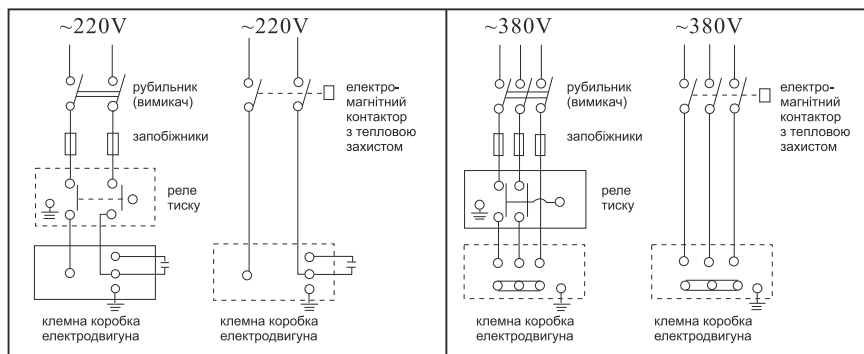 ~220V
~220V
рубильник
(вимикач)
електро-
магнітний
контактор
з тепловою
захистом
запобіжники
реле
тиску
клемна коробка
електродвигуна
клемна коробка
електродвигуна
~380V
~380V
рубильник
(вимикач)
електро-
магнітний
контактор
з тепловою
захистом
запобіжники
реле
тиску
клемна коробка
електродвигуна
клемна коробка
електродвигуна